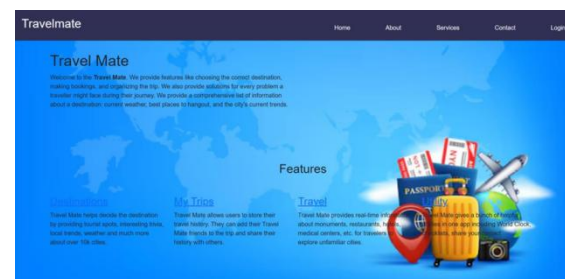 Travelmate
Home About Services Contact Login
Travel Mate
Welcome to the Travel Mate. We provide features like choosing the correct destination,
making bookings, and organizing the trip. We also provide solutions for every problem a
traveller might face during their journey. We provide a comprehensive list of information
about a destination: current weather, best places to hangout, and the city's current trends.
Features
Destinations
Travel Mate helps decide the destination
by providing tourist spots, interesting trivia,
local trends, weather and much more
about over 10k cities.
My Trips
Travel Mate allows users to store their
travel history. They can add their Travel
Mate friends to the trip and share their
history with others.
Travel
Travel Mate provides real-time
about monuments, restaurants, hotels,
medical centers, etc. for travelers
explore unfamiliar cities.
Utility
Travel Mate gives a bunch of helpful
in one app including World Clock,
share your
PASSPORT